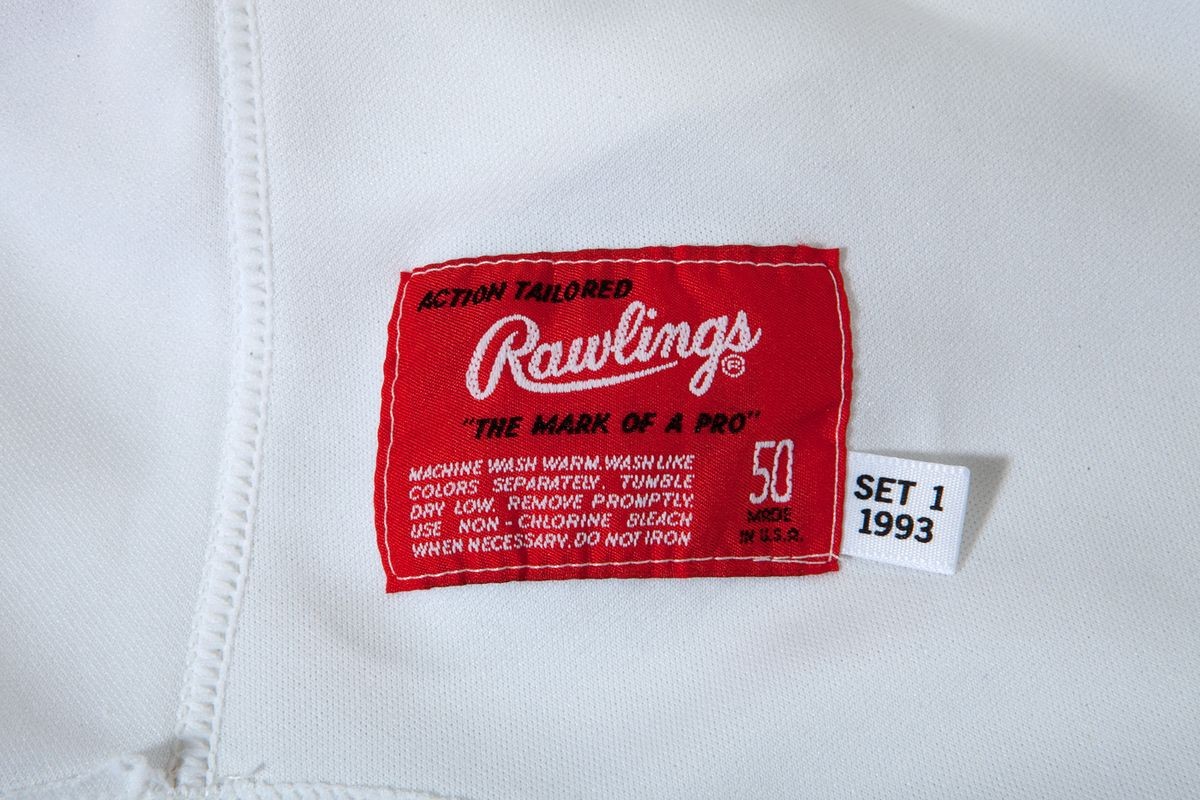 ACTION TAILORED
Rawlings®
"THE MARK OF A PRO"
MACHINE WASH WARM. WASH LIKE
COLORS SEPARATELY. TUMBLE
DRY LOW. REMOVE PROMPTLY
USE NON-CHLORINE BLEACH
WHEN NECESSARY. DO NOT IRON
50
MADE
IN U.S.A.
SET 1
1993